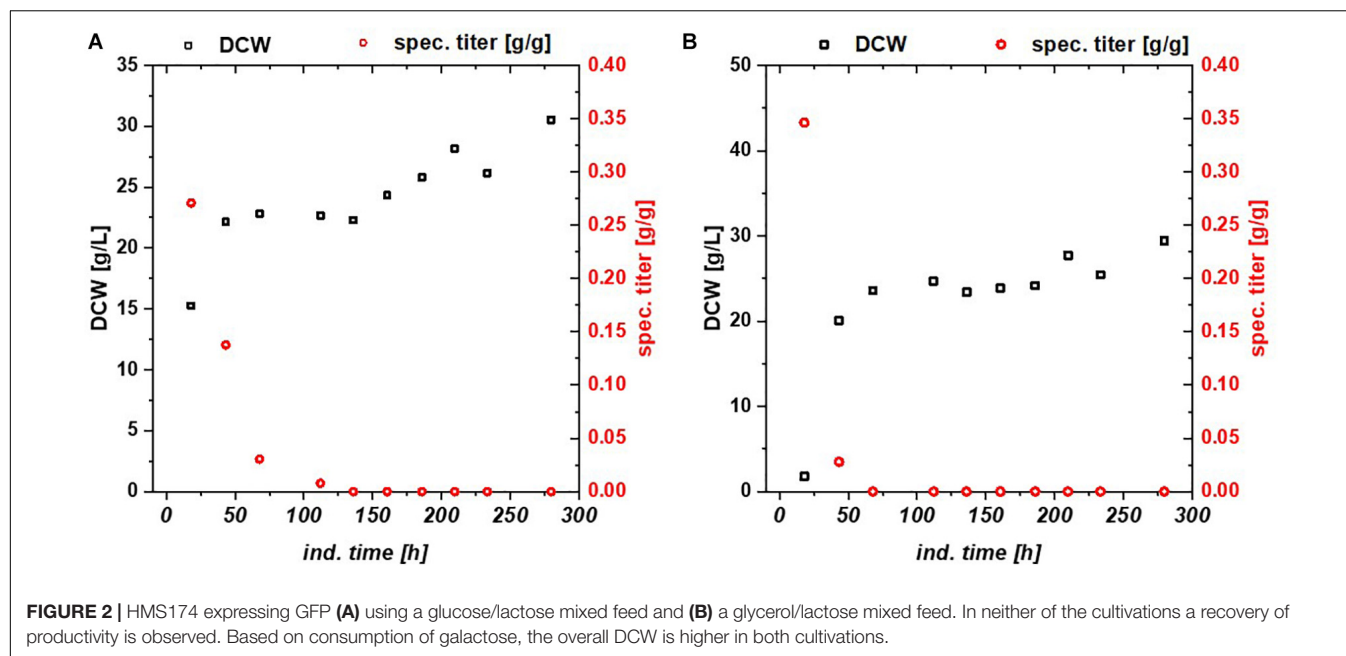 A
DCW
spec. titer [g/g]
35
30
25
20
15
10
5
0
DCW [g/L]
0.40
0.35
0.30
0.25
0.20
0.15
0.10
0.05
0.00
spec. titer [g/g]
0 50 100 150 200 250 300
ind. time [h]
B
DCW
spec. titer [g/g]
50
40
30
20
10
0
DCW [g/L]
0.40
0.35
0.30
0.25
0.20
0.15
0.10
0.05
0.00
spec. titer [g/g]
0 50 100 150 200 250 300
ind. time [h]
FIGURE 2 | HMS174 expressing GFP (A) using a glucose/lactose mixed feed and (B) a glycerol/lactose mixed feed. In neither of the cultivations a recovery of
productivity is observed. Based on consumption of galactose, the overall DCW is higher in both cultivations.